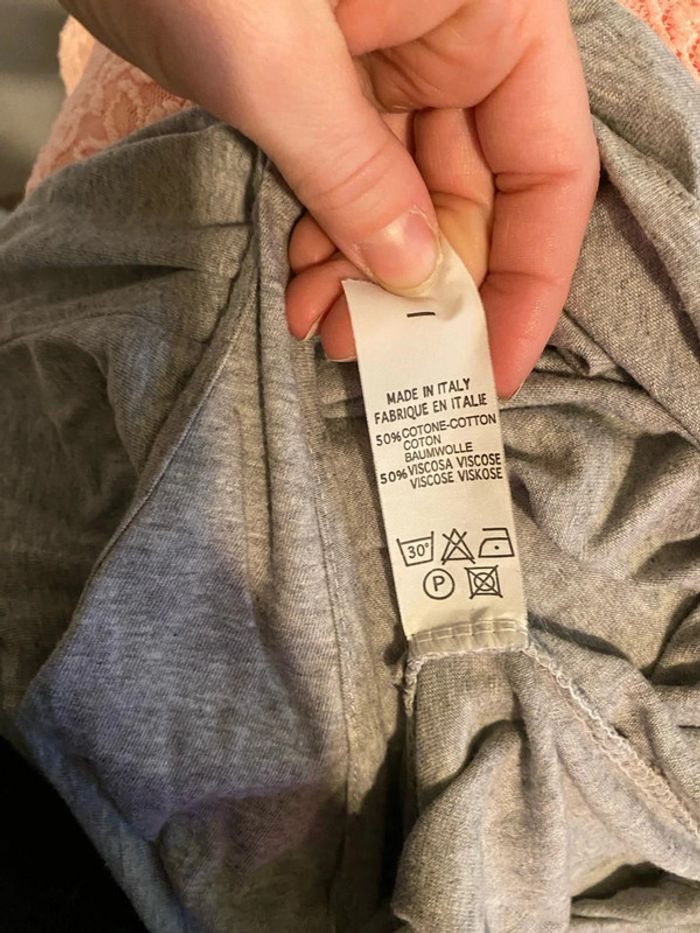 MADE IN ITALY
FABRIQUE EN ITALIE
50% COTONE-COTTON
COTON
BAUMWOLLE
50% VISCOSA VISCOSE
VISCOSE VISKOSE
30°
P